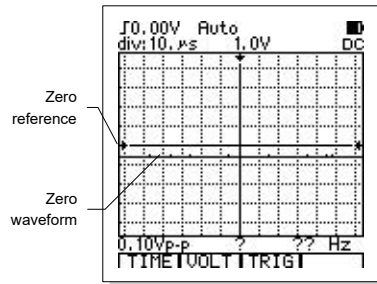 ʃ0.00V Auto
div:10.µs 1.0V DC
Zero
reference
Zero
waveform
0.10Vp-p ? ?? Hz
TIME VOLT TRIG